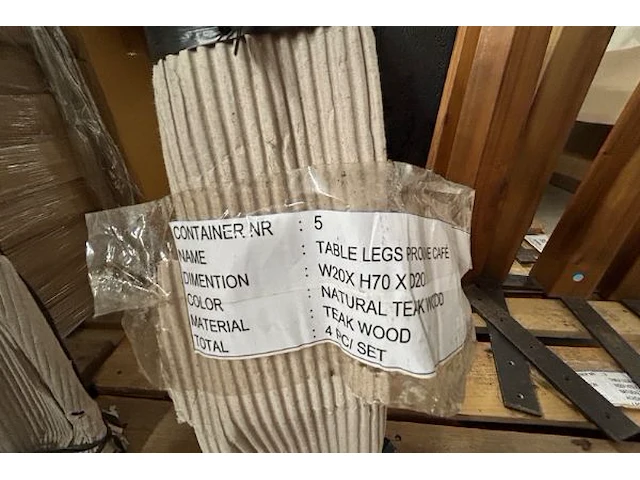 CONTAINER NR : 5
NAME : TABLE LEGS PROME CAFE
DIMENTION : W20X H70 X D20
COLOR : NATURAL TEAK WOOD
MATERIAL : TEAK WOOD
TOTAL : 4 PC/ SET